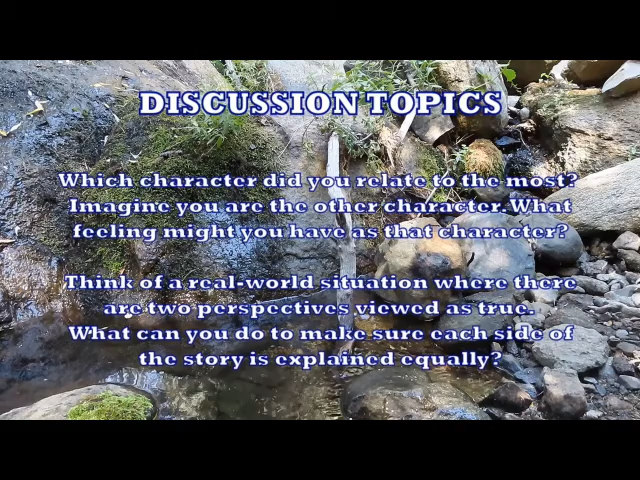 DISCUSSION TOPICS
Which character did you relate to the most?
Imagine you are the other character. What
feeling might you have as that character?
Think of a real-world situation where there
are two perspectives viewed as true.
What can you do to make sure each side of
the story is explained equally?